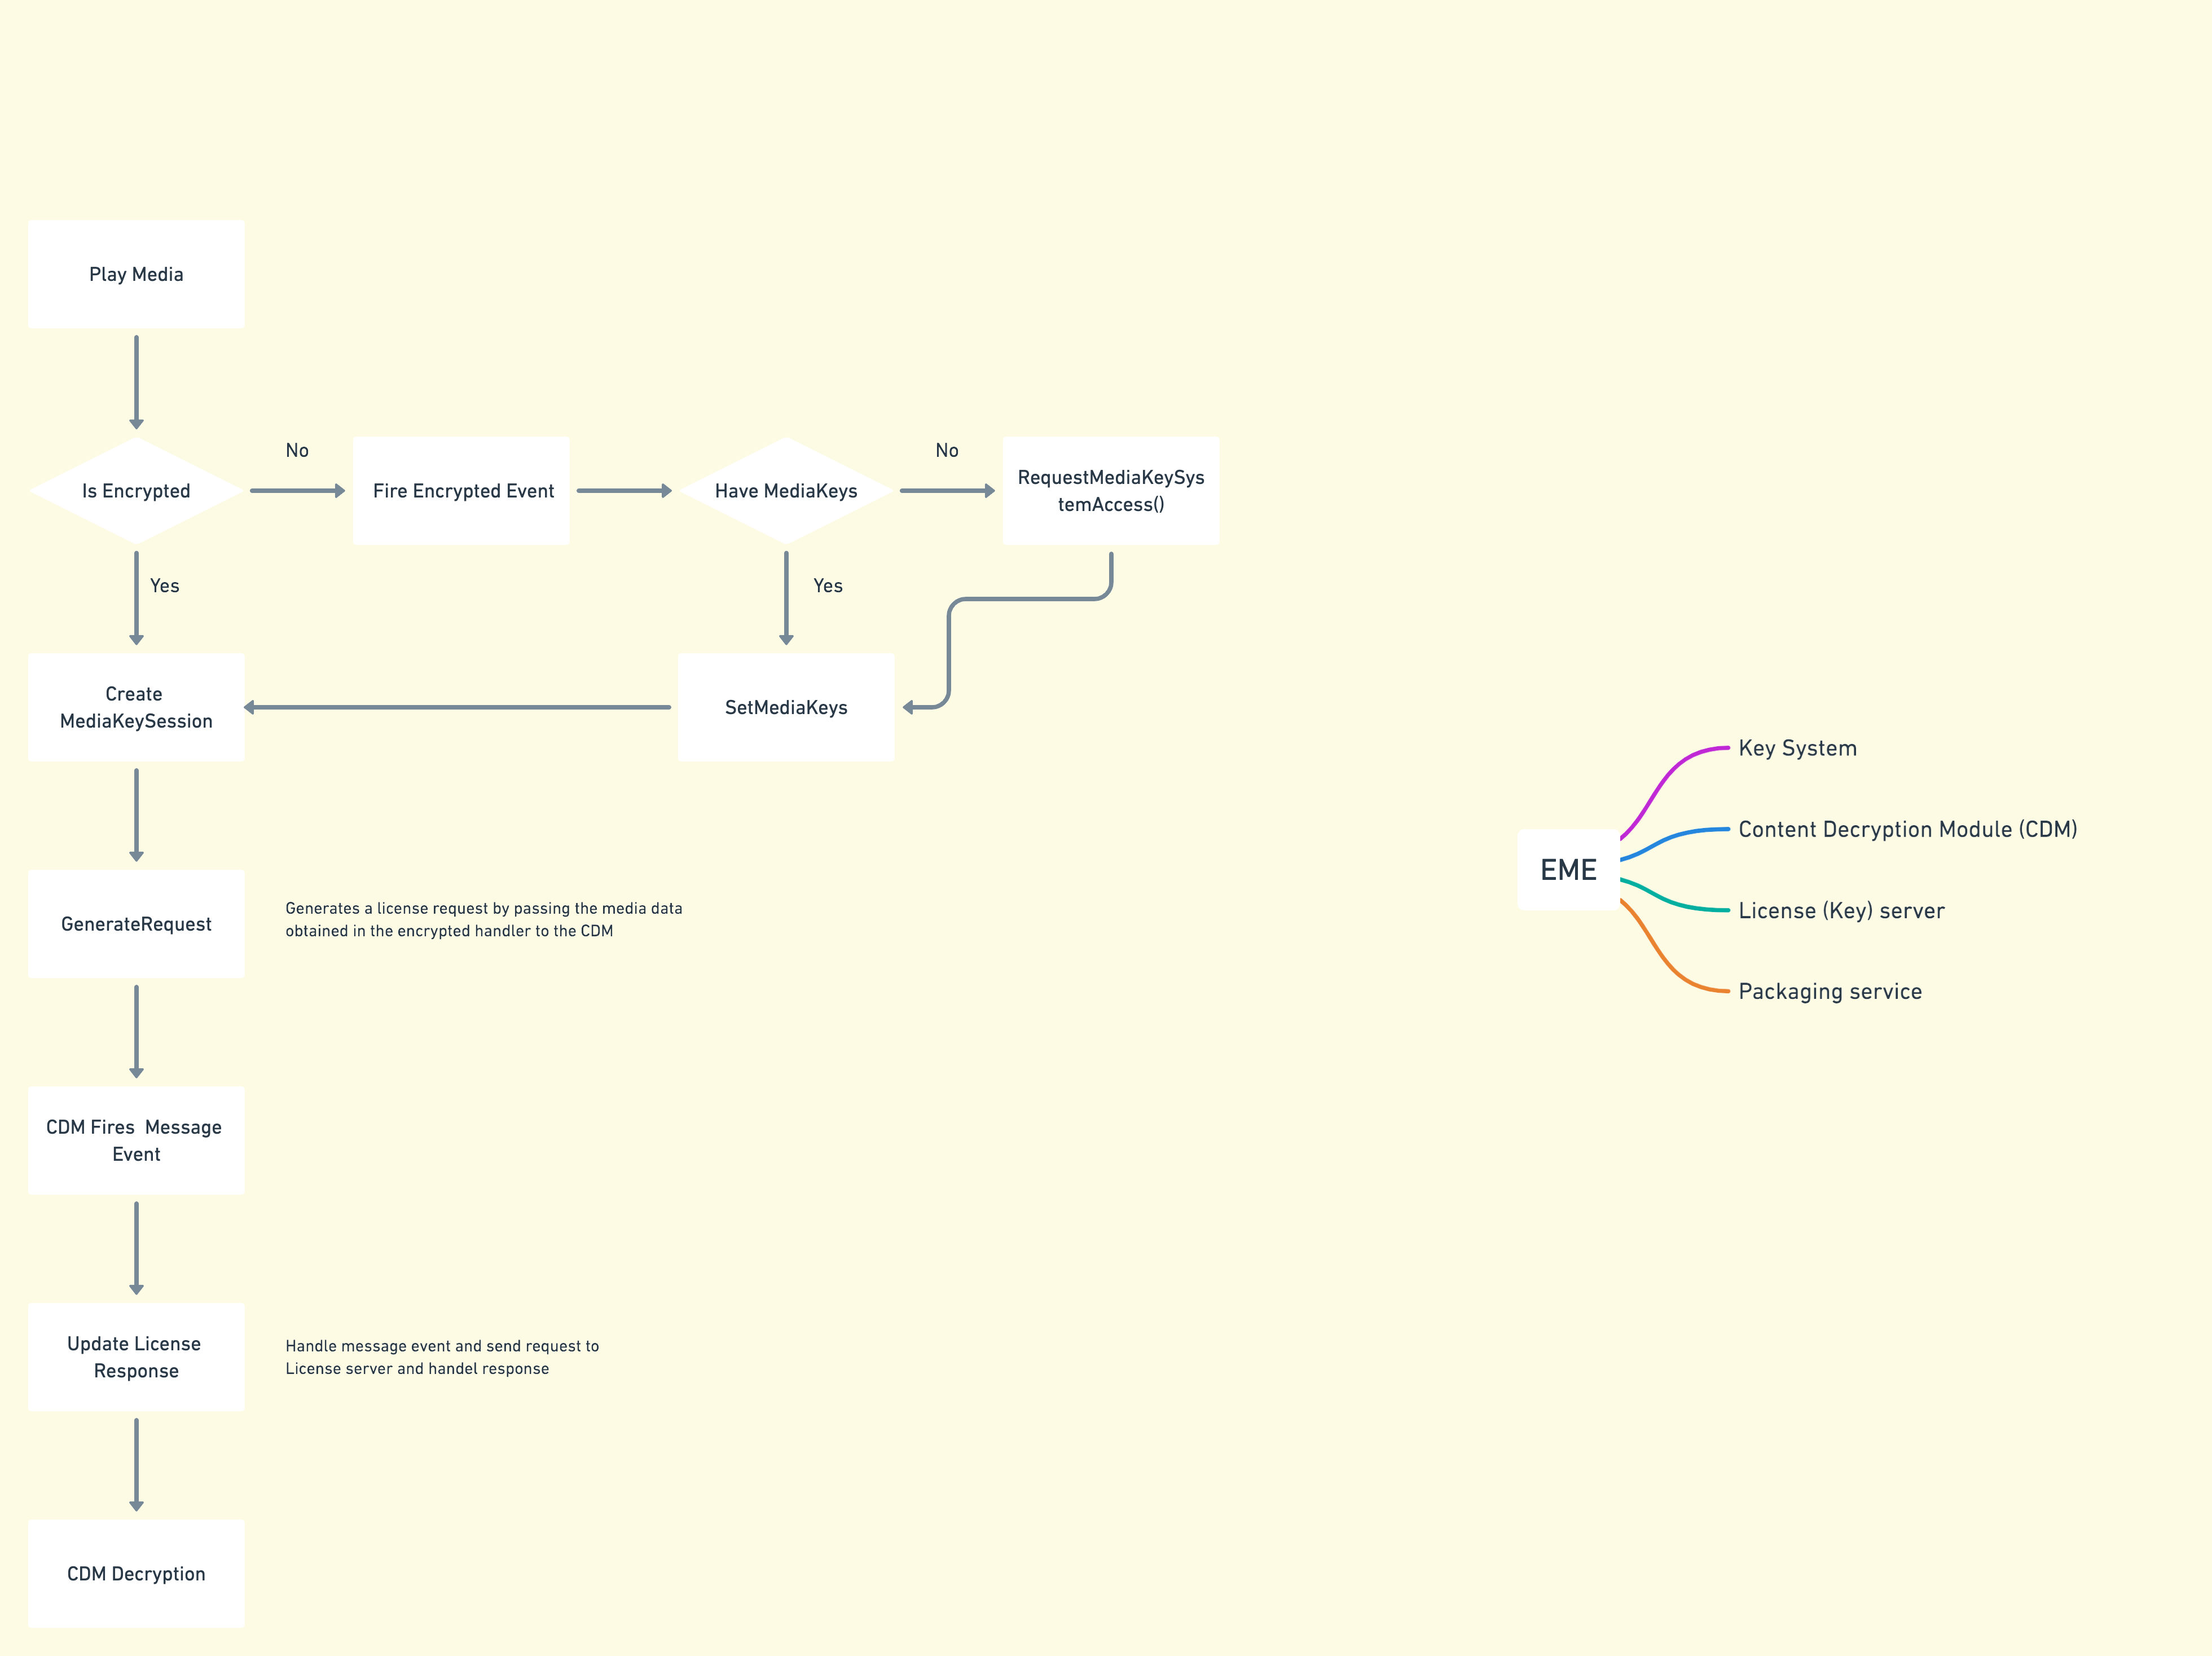 Play Media
Is Encrypted
No
Fire Encrypted Event
Have MediaKeys
No
RequestMediaKeySys
temAccess()
Yes
Yes
Create
MediaKeySession
SetMediaKeys
GenerateRequest
Generates a license request by passing the media data
obtained in the encrypted handler to the CDM
CDM Fires  Message
Event
Update License
Response
Handle message event and send request to
License server and handel response
CDM Decryption
EME
Key System
Content Decryption Module (CDM)
License (Key) server
Packaging service